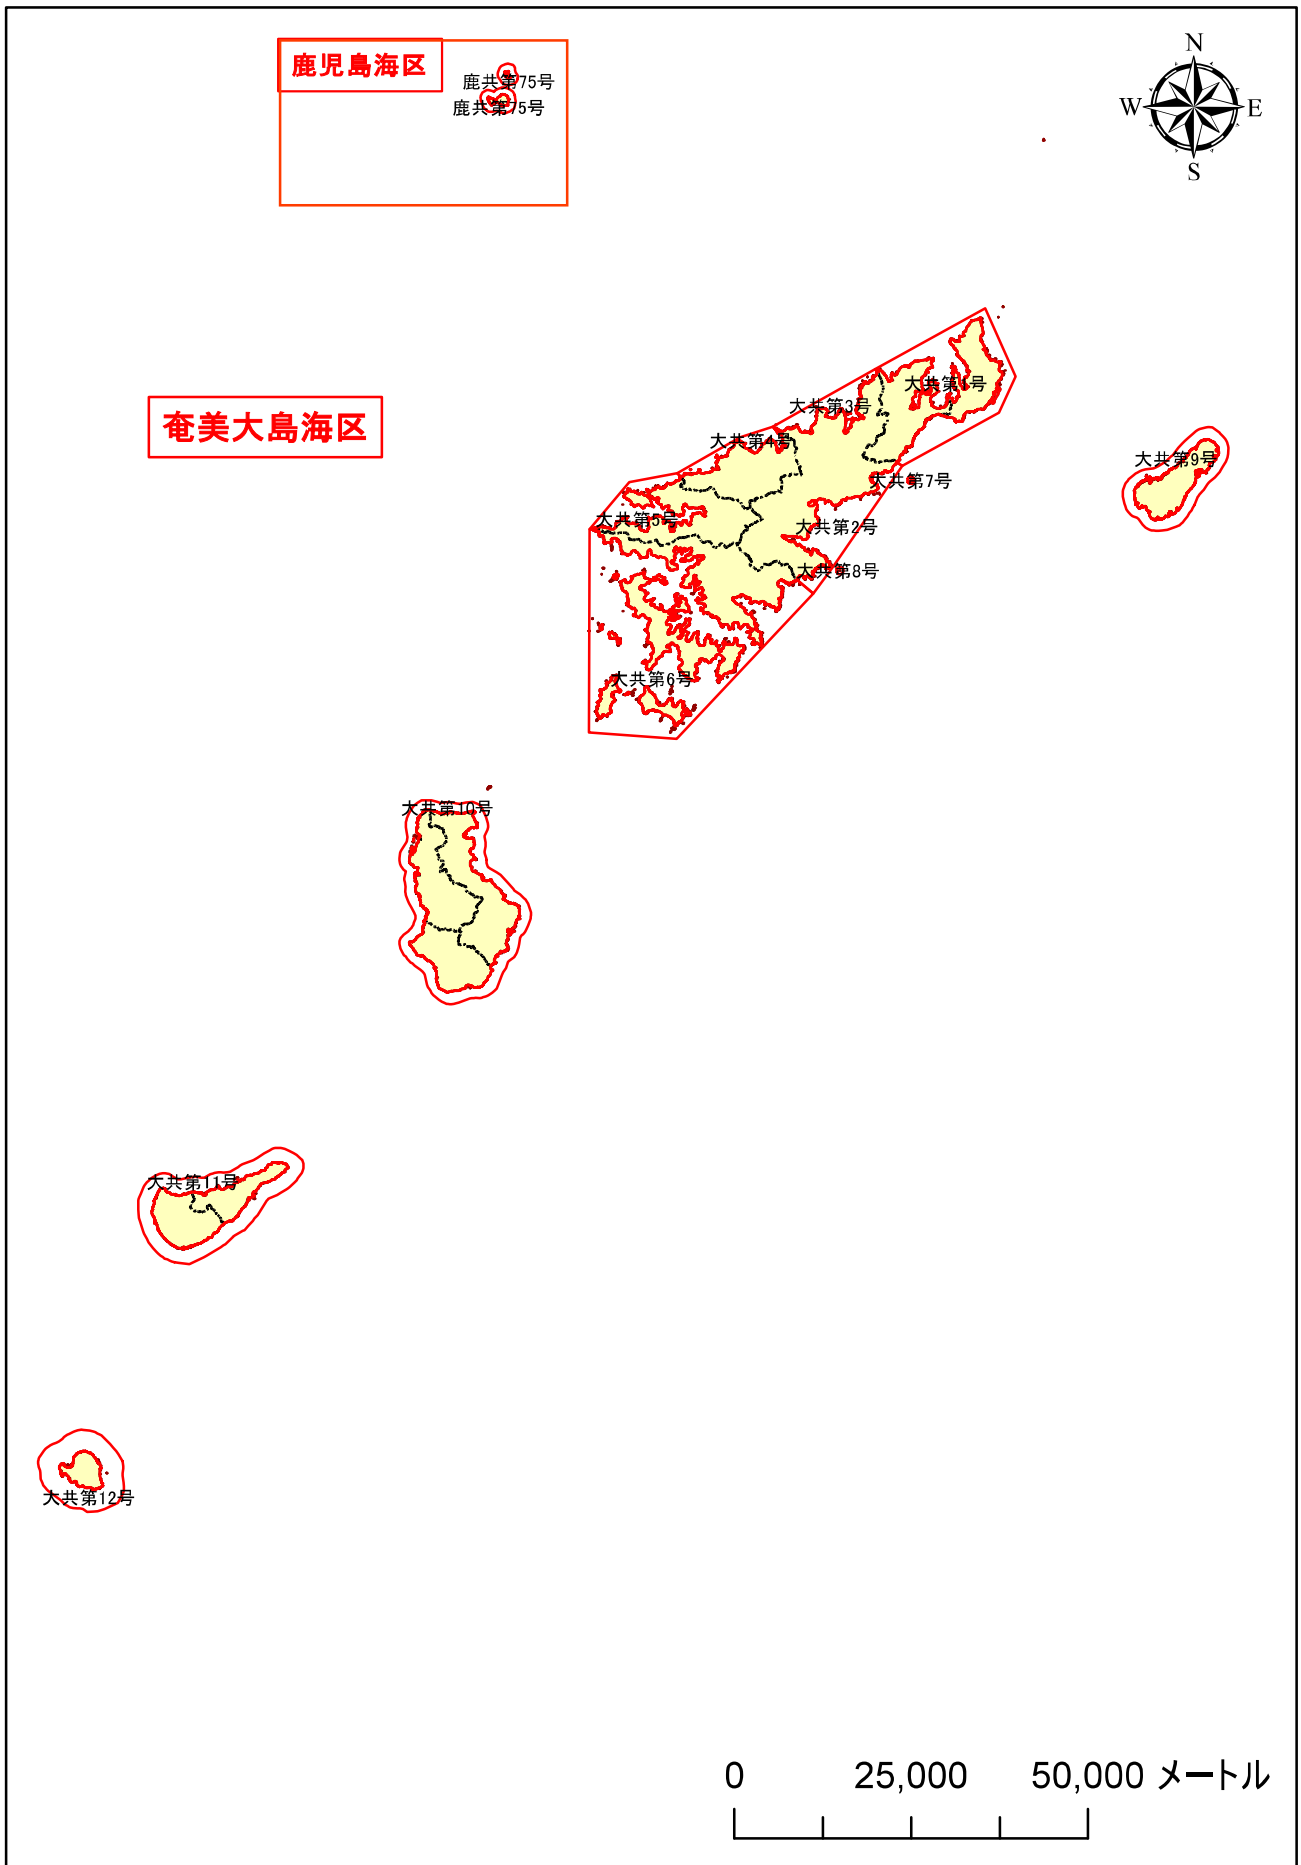 鹿児島海区
鹿共第75号
鹿共第75号
N
W
E
S
奄美大島海区
大共第1号
大共第3号
大共第4号
大共第9号
大共第7号
大共第5号
大共第2号
大共第8号
大共第6号
大共第10号
大共第11号
大共第12号
0 25,000 50,000 メートル